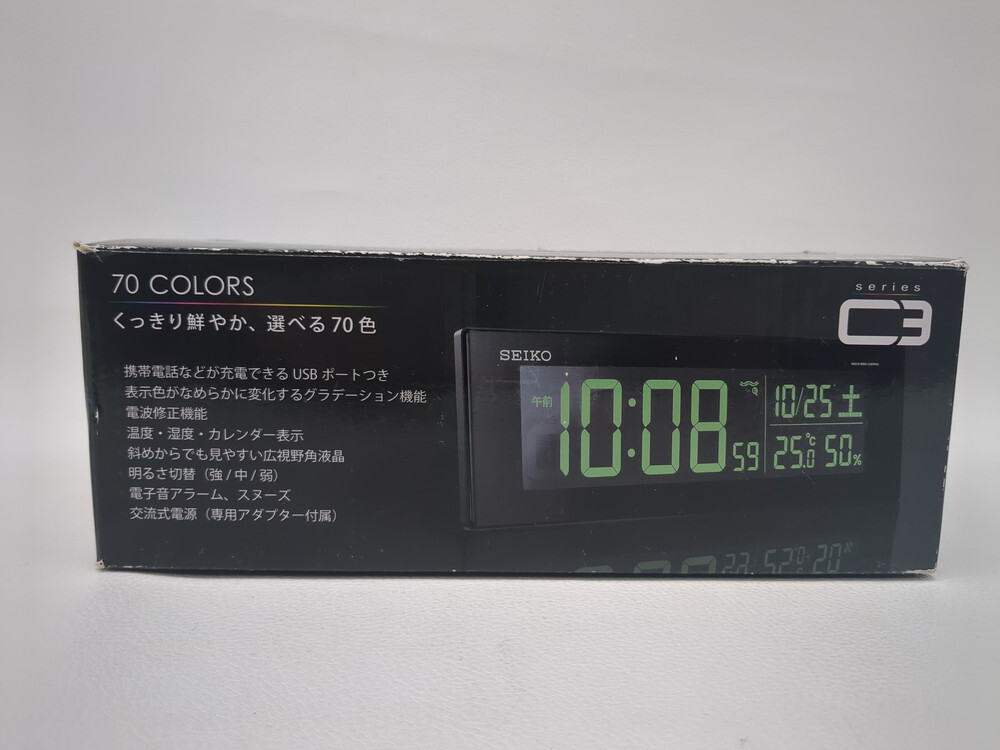 70 COLORS
くっきり鮮やか、選べる70色
携帯電話などが充電できるUSBポートつき
表示色がなめらかに変化するグラデーション機能
電波修正機能
温度・湿度・カレンダー表示
斜めからでも見やすい広視野角液晶
明るさ切替（強/中/弱）
電子音アラーム、スヌーズ
交流式電源（専用アダプター付属）
series
C3
SEIKO
午前 10:08 59
10/25 土
25.0℃ 50%